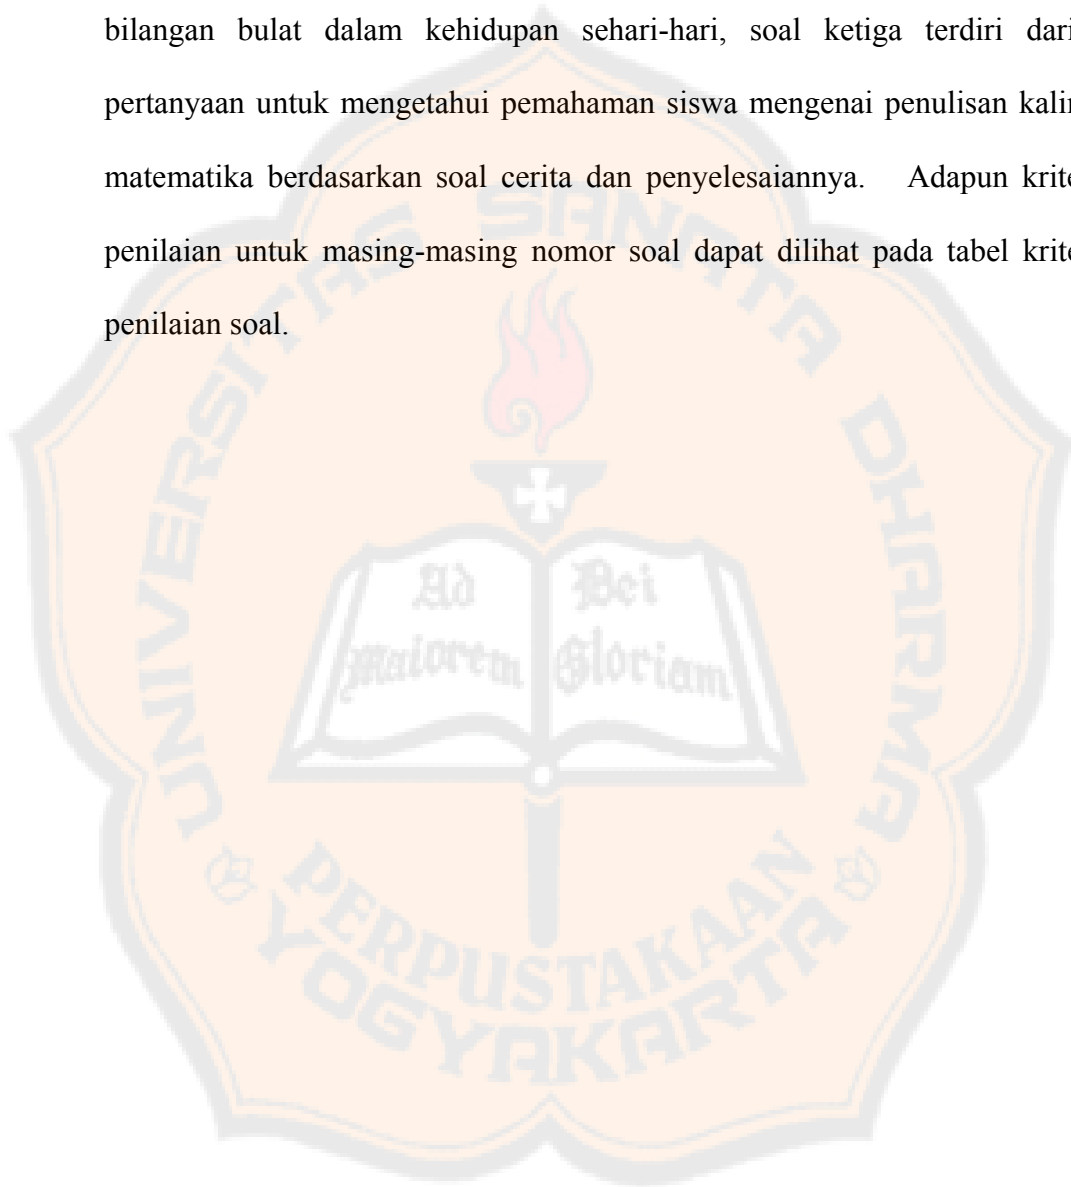 bilangan bulat dalam kehidupan sehari-hari, soal ketiga terdiri dari
pertanyaan untuk mengetahui pemahaman siswa mengenai penulisan kalim
matematika berdasarkan soal cerita dan penyelesaiannya. Adapun krite
penilaian untuk masing-masing nomor soal dapat dilihat pada tabel krite
penilaian soal.
UNIVERSITAS SANATA DHARMA
Ad Maiorem
Dei Gloriam
PERPUSTAKAAN
YOGYAKARTA